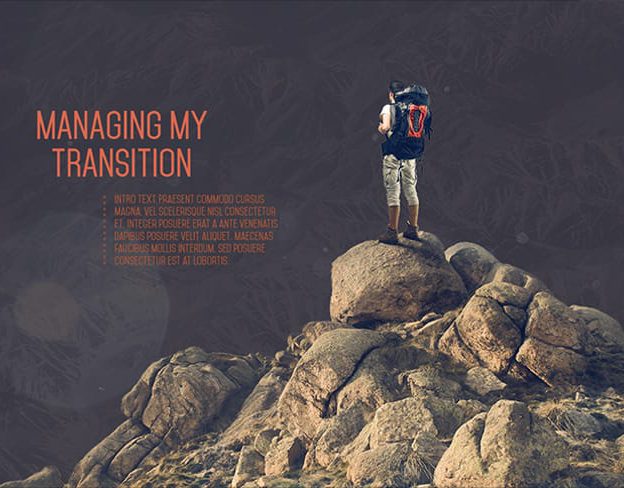 MANAGING MY
TRANSITION
INTRO TEXT PRAESENT COMMODO CURSUS
MAGNA, VEL SCELERISQUE NISL CONSECTETUR
ET. INTEGER POSUERE ERAT A ANTE VENENATIS
DAPIBUS POSUERE VELIT ALIQUET. MAECENAS
FAUCIBUS MOLLIS INTERDUM. SED POSUERE
CONSECTETUR EST AT LOBORTIS.